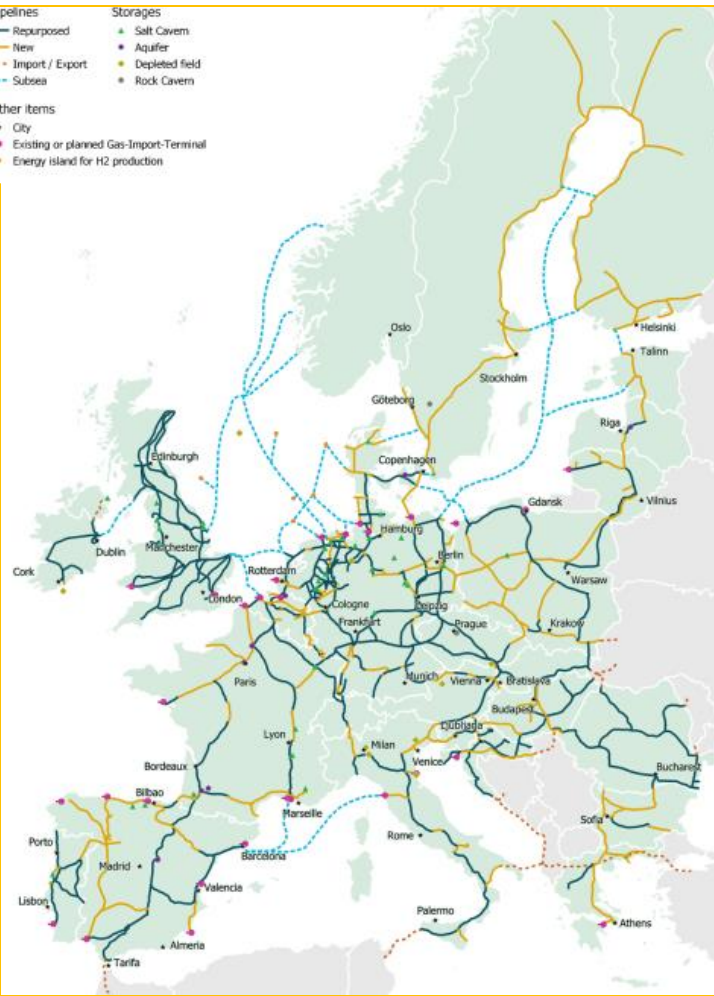 pelines
Storages
Repurposed
Salt Cavern
New
Aquifer
Import / Export
Depleted field
Subsea
Rock Cavern
ther items
City
Existing or planned Gas-Import-Terminal
Energy island for H2 production
Oslo
Helsinki
Talinn
Stockholm
Göteborg
Riga
Edinburgh
Copenhagen
Vilnius
Gdansk
Dublin
Manchester
Hamburg
Berlin
Cork
Rotterdam
Warsaw
London
Cologne
Leipzig
Frankfurt
Prague
Krakow
Paris
Munich
Vienna
Bratislava
Budapest
Lyon
Ljubljana
Milan
Venice
Bordeaux
Bucharest
Bilbao
Marseille
Sofia
Porto
Rome
Madrid
Barcelona
Valencia
Lisbon
Palermo
Athens
Almeria
Tarifa